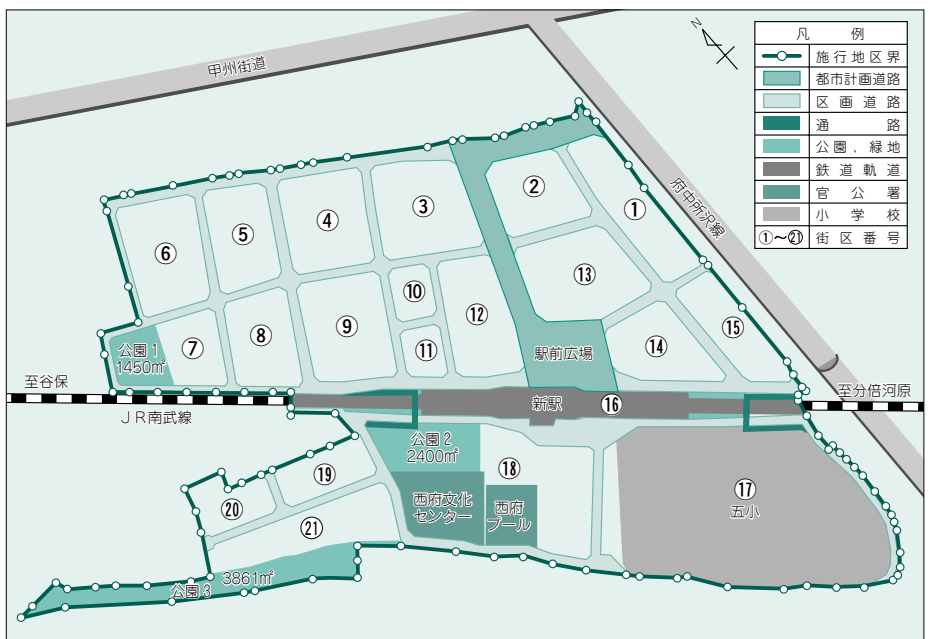 甲州街道
N
凡 例
施行地区界
都市計画道路
区画道路
通 路
公園、緑地
鉄道軌道
官公署
小学校
①～㉑ 街区番号
府中所沢線
②
①
③
④
⑤
⑥
⑬
⑩
⑫
⑮
⑨
⑧
⑦
⑪
⑭
駅前広場
公園1
1450㎡
至谷保
至分倍河原
JR南武線
新駅
⑯
公園2
2400㎡
⑱
⑲
⑳
㉑
西府文化
センター
西府
プール
⑰
五小
3861㎡
公園3